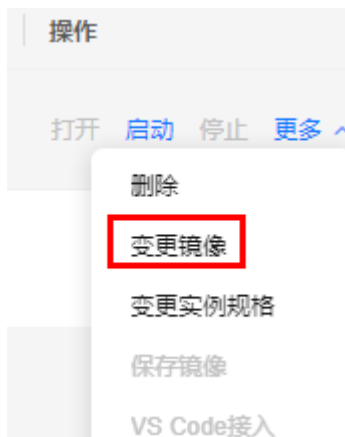 操作
打开 启动 停止 更多
删除
变更镜像
变更实例规格
保存镜像
VS Code接入